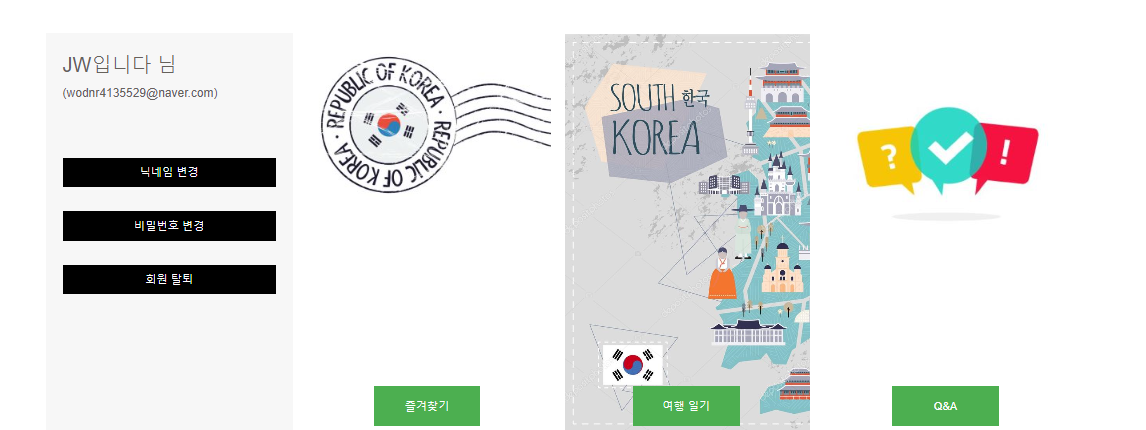 JW입니다 님
(wodnr4135529@naver.com)
닉네임 변경
비밀번호 변경
회원 탈퇴
REPUBLIC OF KOREA · REPUBLIC OF KOREA ·
즐겨찾기
SOUTH 한국
KOREA
여행 일기
?
!
Q&A